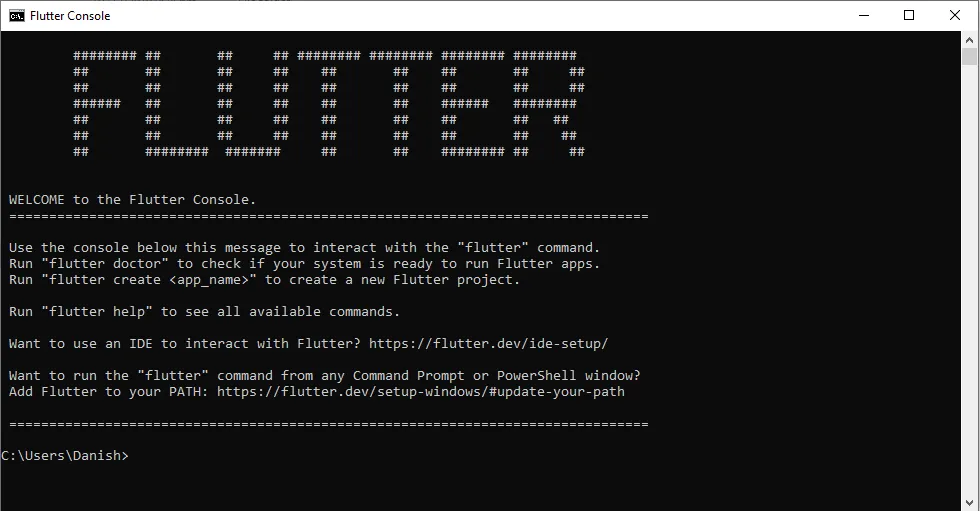 Flutter Console
FLUTTER
WELCOME to the Flutter Console.
================================================================================
Use the console below this message to interact with the "flutter" command.
Run "flutter doctor" to check if your system is ready to run Flutter apps.
Run "flutter create <app_name>" to create a new Flutter project.
Run "flutter help" to see all available commands.
Want to use an IDE to interact with Flutter? https://flutter.dev/ide-setup/
Want to run the "flutter" command from any Command Prompt or PowerShell window?
Add Flutter to your PATH: https://flutter.dev/setup-windows/#update-your-path
================================================================================
C:\Users\Danish>